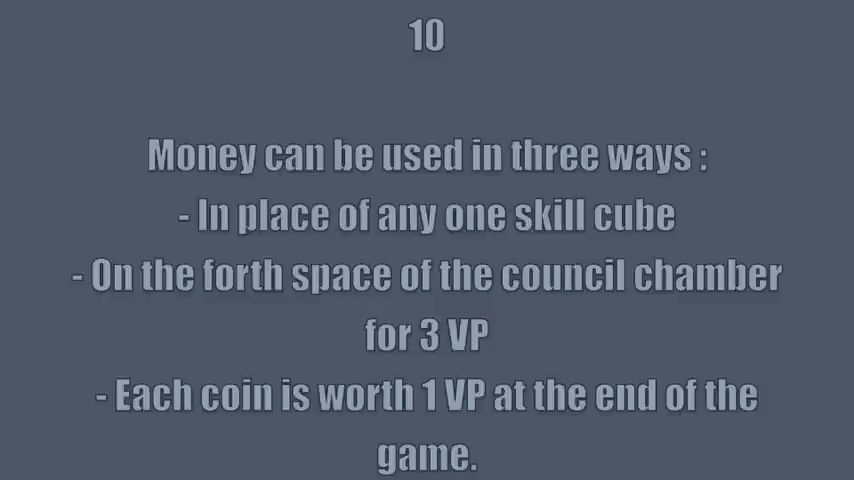 10
Money can be used in three ways :
- In place of any one skill cube
- On the forth space of the council chamber
for 3 VP
- Each coin is worth 1 VP at the end of the
game.